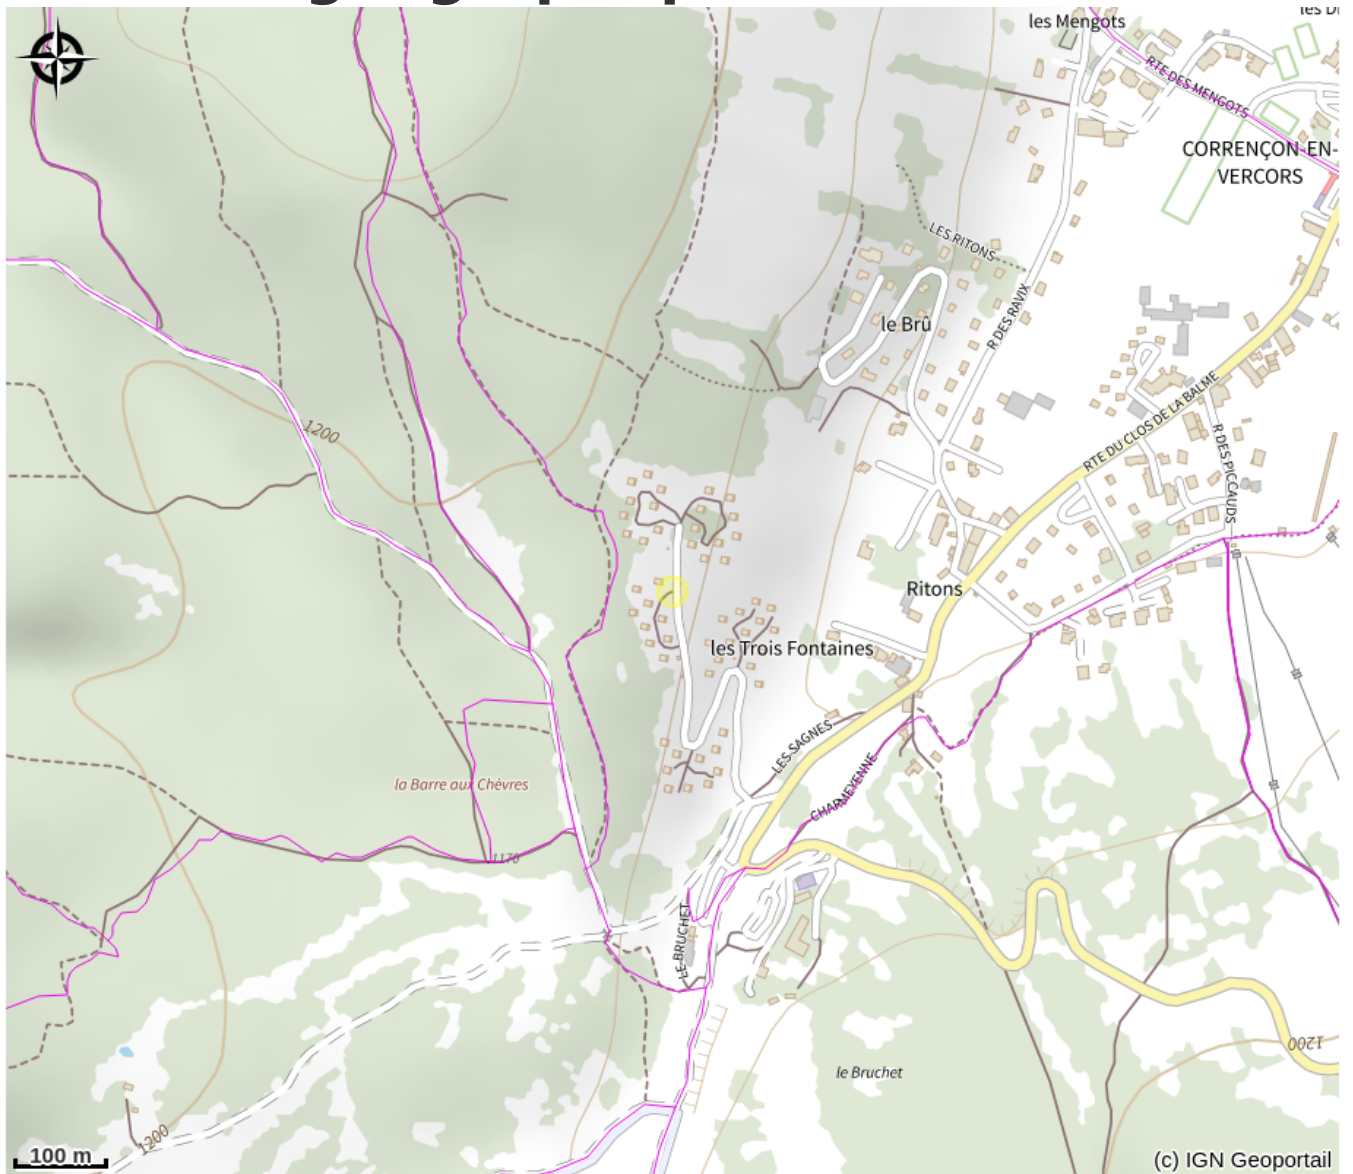 les Mengots
RTE DES MENGOTS
CORRENÇON-EN-
VERCORS
LES RITONS
R DES RAVIX
le Brû
RTE DU CLOS DE LA BALME
R DES PICCAUDS
1200
Ritons
les Trois Fontaines
LES SAGNES
CHARMEYENNE
la Barre aux Chèvres
1170
LE BRUCHET
le Bruchet
1200
1200
100 m
(c) IGN Geoportail